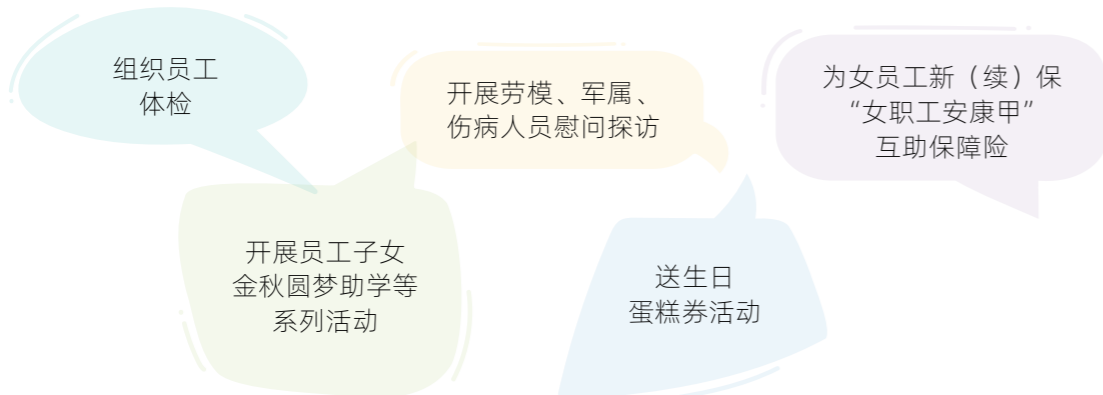 组织员工
体检
开展劳模、军属、
伤病人员慰问探访
为女员工新（续）保
“女职工安康甲”
互助保障险
开展员工子女
金秋圆梦助学等
系列活动
送生日
蛋糕券活动